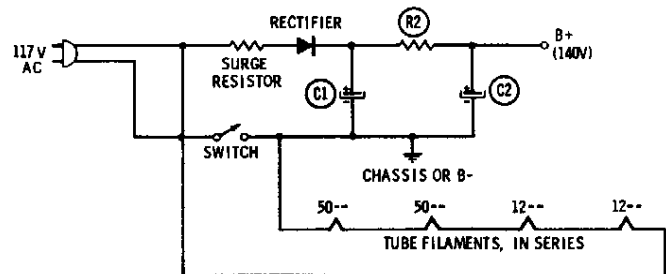 RECTIFIER
R2
B+
(140V)
117 V
AC
SURGE
RESISTOR
C1
C2
SWITCH
CHASSIS OR B-
50-- 50-- 12-- 12--
TUBE FILAMENTS, IN SERIES